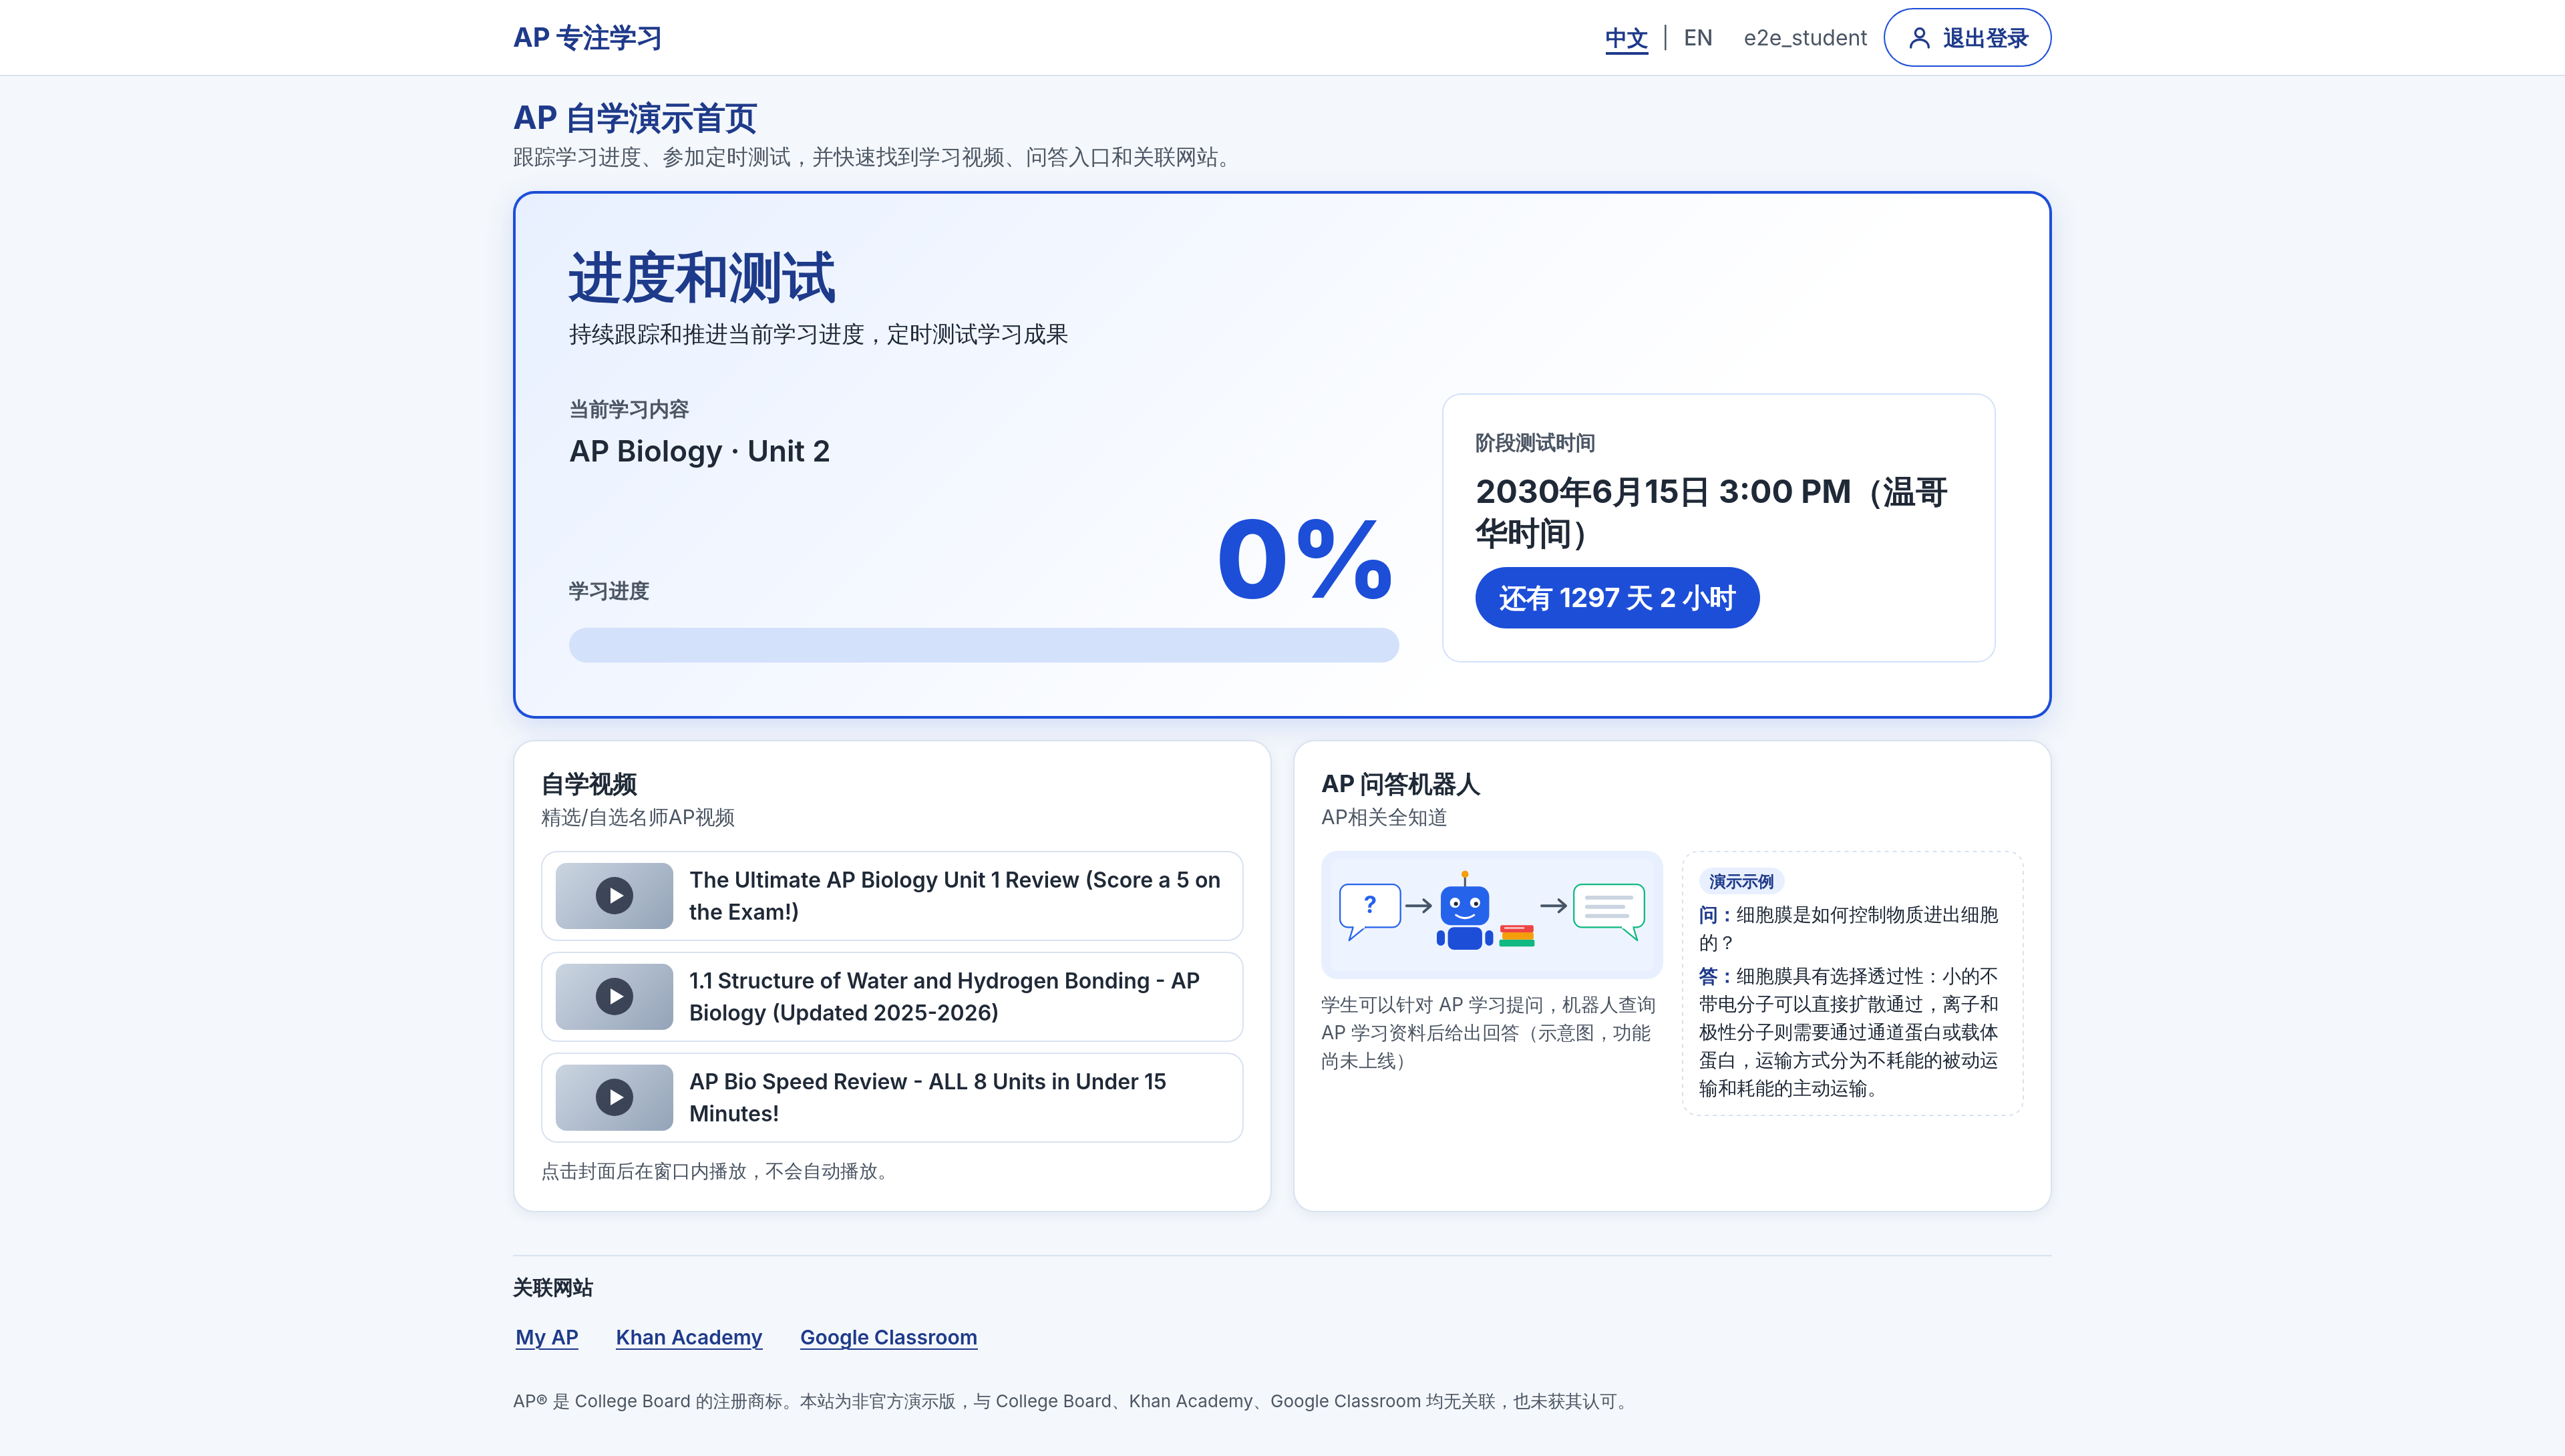 AP 专注学习
中文 | EN e2e_student 退出登录
AP 自学演示首页
跟踪学习进度、参加定时测试，并快速找到学习视频、问答入口和关联网站。
进度和测试
持续跟踪和推进当前学习进度，定时测试学习成果
当前学习内容
AP Biology · Unit 2
学习进度
0%
阶段测试时间
2030年6月15日 3:00 PM（温哥
华时间）
还有 1297 天 2 小时
自学视频
精选/自选名师AP视频
The Ultimate AP Biology Unit 1 Review (Score a 5 on
the Exam!)
1.1 Structure of Water and Hydrogen Bonding - AP
Biology (Updated 2025-2026)
AP Bio Speed Review - ALL 8 Units in Under 15
Minutes!
点击封面后在窗口内播放，不会自动播放。
AP 问答机器人
AP相关全知道
?
学生可以针对 AP 学习提问，机器人查询
AP 学习资料后给出回答（示意图，功能
尚未上线）
演示示例
问：细胞膜是如何控制物质进出细胞
的？
答：细胞膜具有选择透过性：小的不
带电分子可以直接扩散通过，离子和
极性分子则需要通过通道蛋白或载体
蛋白，运输方式分为不耗能的被动运
输和耗能的主动运输。
关联网站
My AP Khan Academy Google Classroom
AP® 是 College Board 的注册商标。本站为非官方演示版，与 College Board、Khan Academy、Google Classroom 均无关联，也未获其认可。